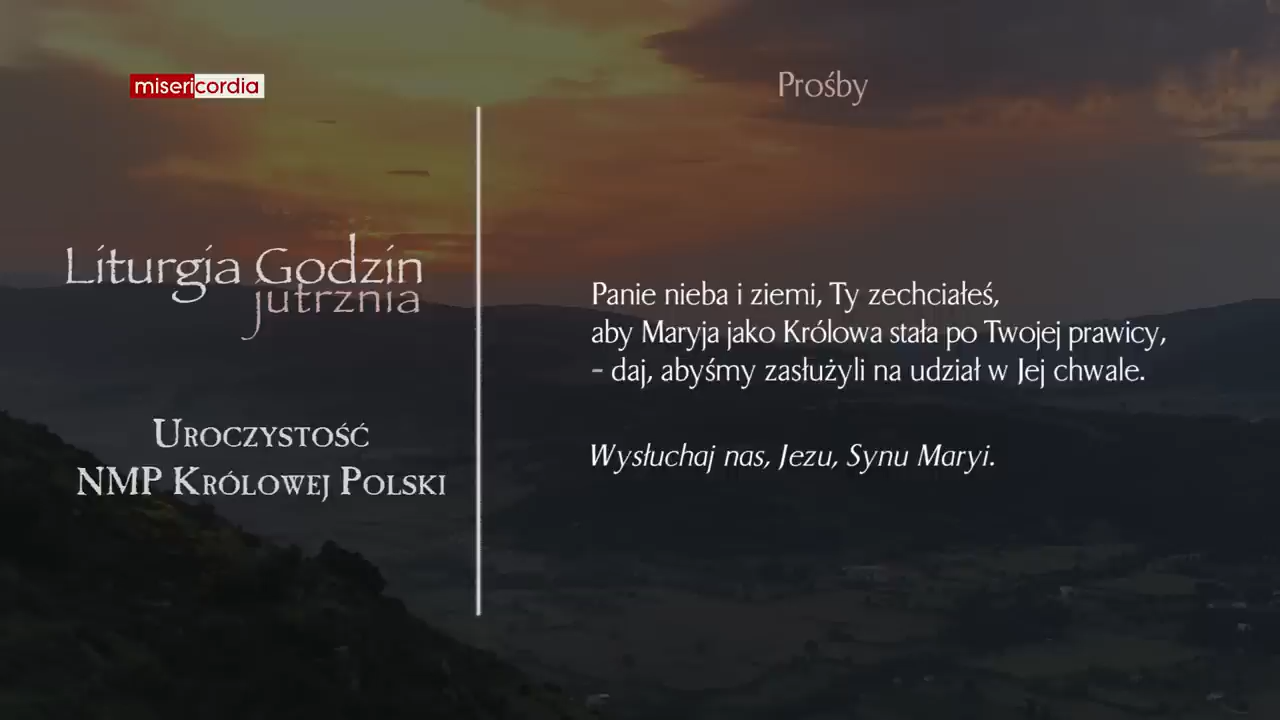 misericordia
Liturgia Godzin
jutrznia
Uroczystość
NMP Królowej Polski
Prośby
Panie nieba i ziemi, Ty zechciałeś,
aby Maryja jako Królowa stała po Twojej prawicy,
- daj, abyśmy zasłużyli na udział w Jej chwale.
Wysłuchaj nas, Jezu, Synu Maryi.